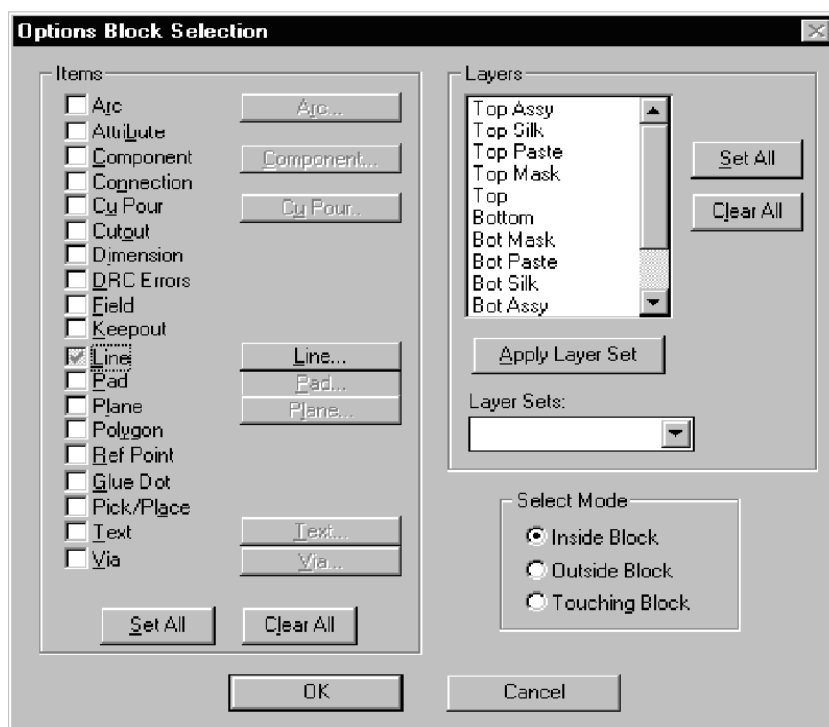 Options Block Selection
Items
Arc
Arc...
Attribute
Component
Component...
Connection
Cu Pour
Cu Pour..
Cutout
Dimension
DRC Errors
Field
Keepout
Line
Line...
Pad
Pad...
Plane
Plane...
Polygon
Ref Point
Glue Dot
Pick/Place
Text
Text...
Via
Via...
Set All
Clear All
Layers
Top Assy
Top Silk
Top Paste
Top Mask
Top
Bottom
Bot Mask
Bot Paste
Bot Silk
Bot Assy
Set All
Clear All
Apply Layer Set
Layer Sets:
Select Mode
Inside Block
Outside Block
Touching Block
OK
Cancel